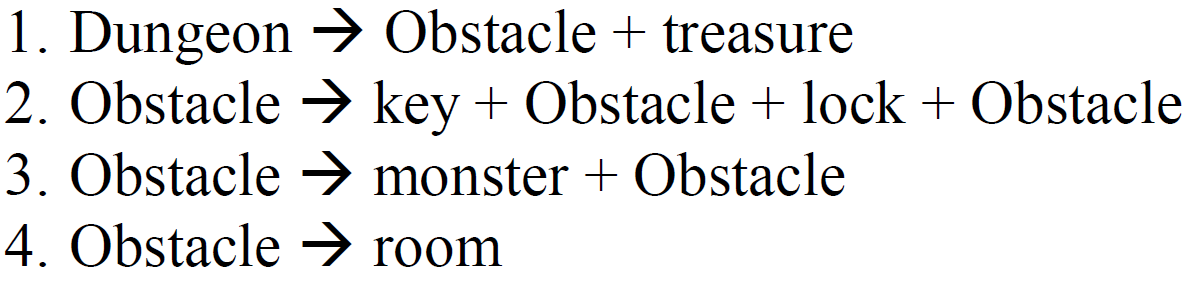 1. Dungeon → Obstacle + treasure
2. Obstacle → key + Obstacle + lock + Obstacle
3. Obstacle → monster + Obstacle
4. Obstacle → room